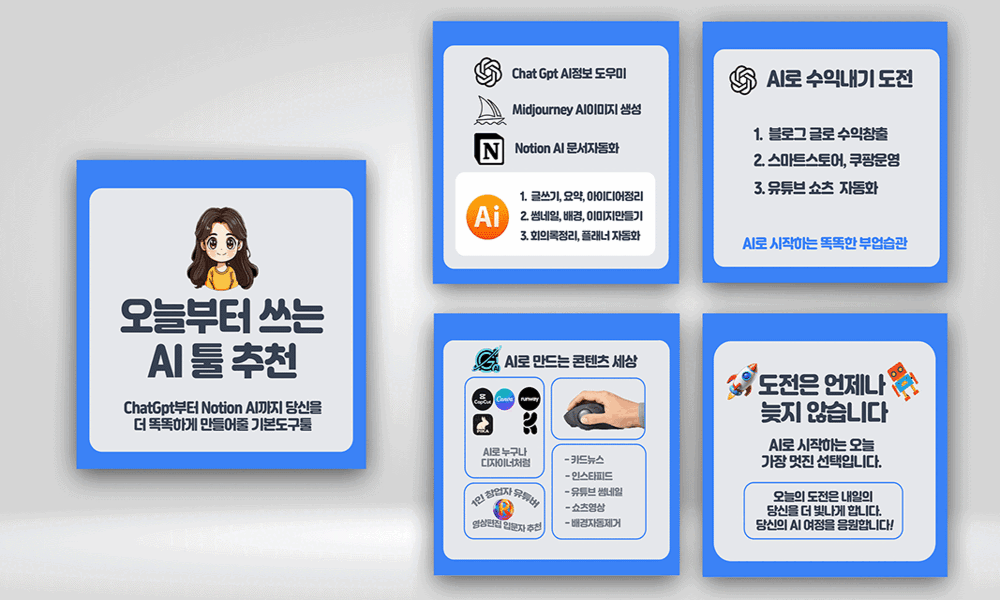 오늘부터 쓰는
AI 툴 추천
ChatGpt부터 Notion AI까지 당신을
더 똑똑하게 만들어줄 기본도구툴
Chat Gpt AI정보 도우미
Midjourney AI이미지 생성
N
Notion AI 문서자동화
Ai
1. 글쓰기, 요약, 아이디어정리
2. 썸네일, 배경, 이미지만들기
3. 회의록정리, 플래너 자동화
AI로 수익내기 도전
1. 블로그 글로 수익창출
2. 스마트스토어, 쿠팡운영
3. 유튜브 쇼츠 자동화
AI로 시작하는 똑똑한 부업습관
AI로 만드는 콘텐츠 세상
CapCut
Canva
runway
PIKA
AI로 누구나
디자이너처럼
1인 창업자 유튜버
영상편집 입문자 추천
- 카드뉴스
- 인스타피드
- 유튜브 썸네일
- 쇼츠영상
- 배경자동제거
도전은 언제나
늦지 않습니다
AI로 시작하는 오늘
가장 멋진 선택입니다.
오늘의 도전은 내일의
당신을 더 빛나게 합니다.
당신의 AI 여정을 응원합니다!